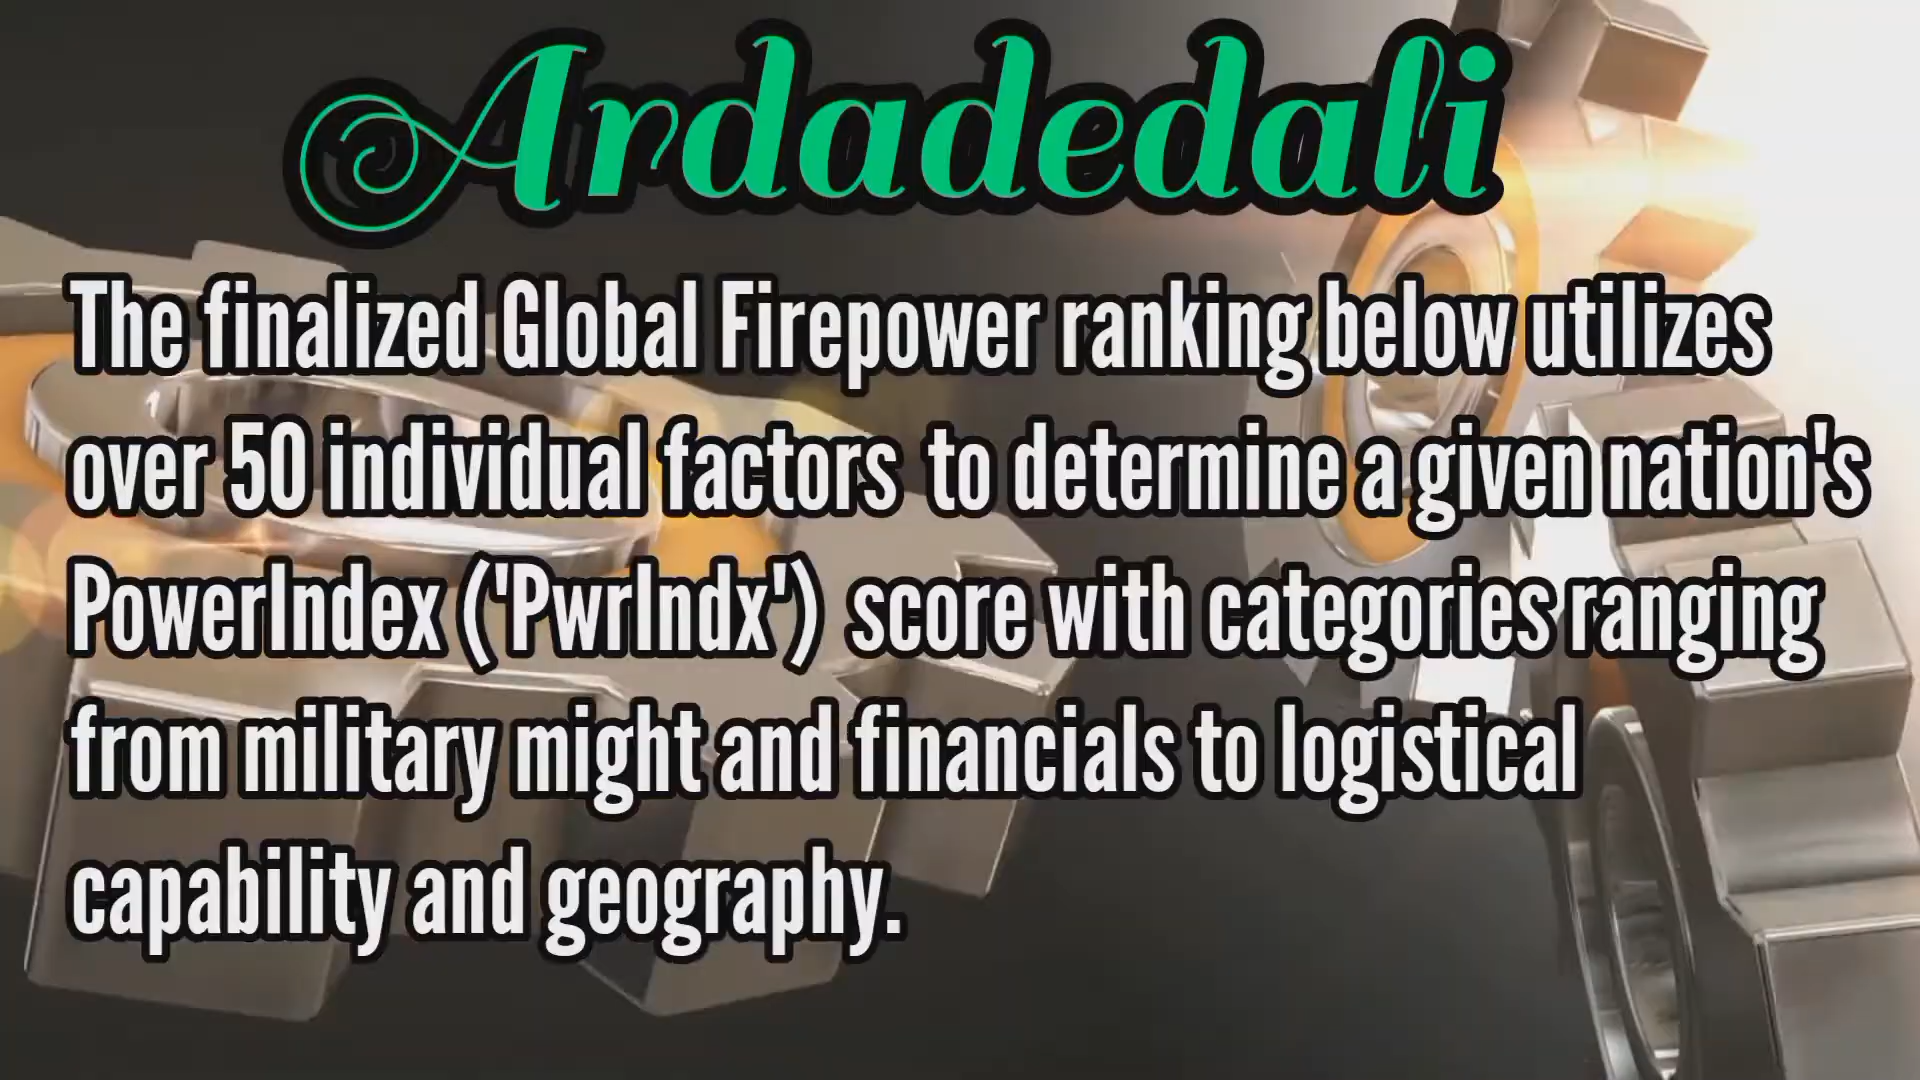 Ardadedali
The finalized Global Firepower ranking below utilizes
over 50 individual factors to determine a given nation's
PowerIndex ('PwrIndx') score with categories ranging
from military might and financials to logistical
capability and geography.